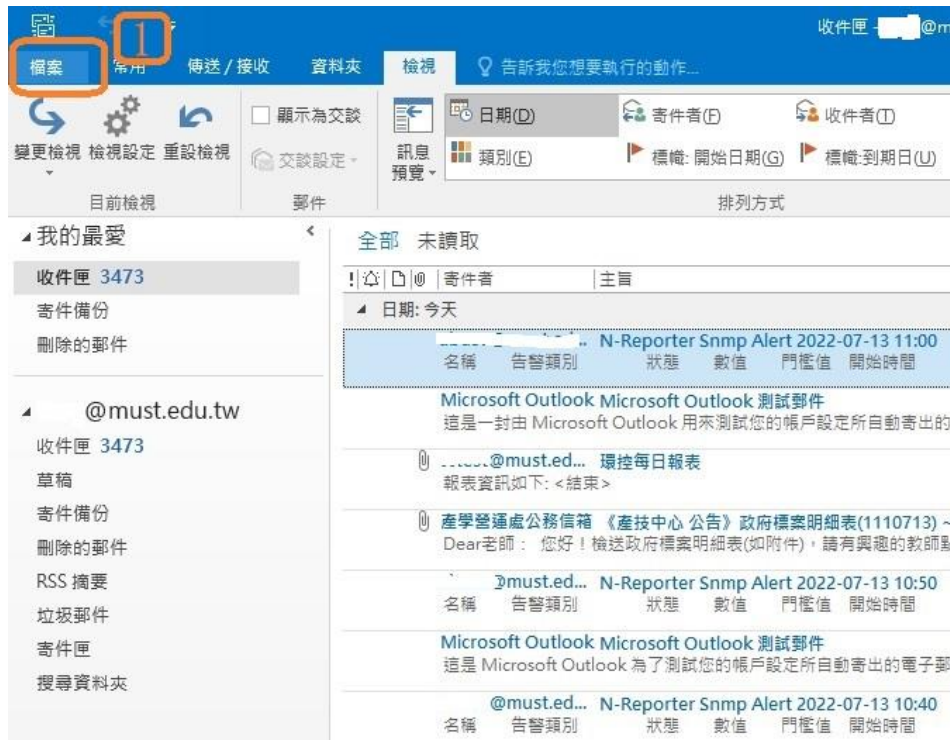 收件匣 - @m
1
檔案 常用 傳送 / 接收 資料夾 檢視 告訴我您想要執行的動作...
變更檢視 檢視設定 重設檢視
目前檢視
顯示為交談
交談設定
郵件
訊息預覽
日期(D) 寄件者(F) 收件者(T)
類別(E) 標幟: 開始日期(G) 標幟:到期日(U)
排列方式
我的最愛
收件匣 3473
寄件備份
刪除的郵件
@must.edu.tw
收件匣 3473
草稿
寄件備份
刪除的郵件
RSS 摘要
垃圾郵件
寄件匣
搜尋資料夾
全部 未讀取
寄件者 主旨
日期: 今天
.. N-Reporter Snmp Alert 2022-07-13 11:00
名稱 告警類別 狀態 數值 門檻值 開始時間
Microsoft Outlook Microsoft Outlook 測試郵件
這是一封由 Microsoft Outlook 用來測試您的帳戶設定所自動寄出的
@must.ed... 環控每日報表
報表資訊如下: <結束>
產學營運處公務信箱 《產技中心 公告》政府標案明細表(1110713) ~
Dear老師： 您好！檢送政府標案明細表(如附件)，請有興趣的教師
must.ed... N-Reporter Snmp Alert 2022-07-13 10:50
名稱 告警類別 狀態 數值 門檻值 開始時間
Microsoft Outlook Microsoft Outlook 測試郵件
這是 Microsoft Outlook 為了測試您的帳戶設定所自動寄出的電子郵
@must.ed... N-Reporter Snmp Alert 2022-07-13 10:40
名稱 告警類別 狀態 數值 門檻值 開始時間